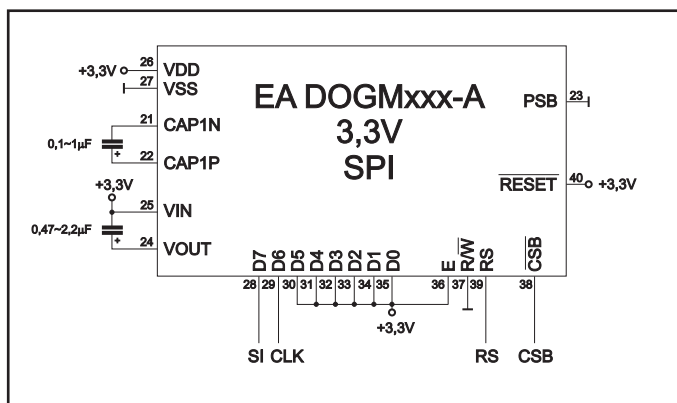 26
+3,3V VDD
27
VSS
EA DOGMxxx-A
3,3V
SPI
PSB 23
21
CAP1N
0,1~1µF
22
CAP1P
RESET 40
+3,3V
+3,3V
25
VIN
0,47~2,2µF
24
VOUT
D7 D6 D5 D4 D3 D2 D1 D0 E R/W RS CSB
28 29 30 31 32 33 34 35 36 37 39 38
+3,3V
SI CLK RS CSB